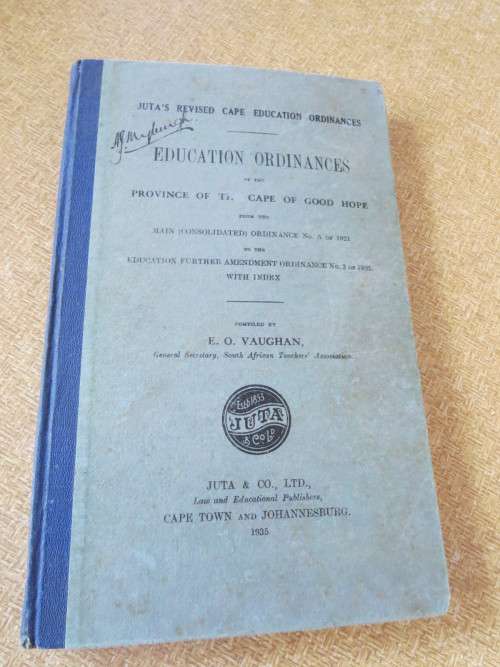 JUTA'S REVISED CAPE EDUCATION ORDINANCES
EDUCATION ORDINANCES
OF THE
PROVINCE OF CAPE OF GOOD HOPE
FROM THE
MAIN (CONSOLIDATED) ORDINANCE No. 5 OF 1921
TO THE
EDUCATION FURTHER AMENDMENT ORDINANCE No. OF 1935.
WITH INDEX
COMPILED BY
E. O. VAUGHAN,
General Secretary, South African Teachers' Association.
Estd 1853
JUTA
& Co Ld
JUTA & CO., LTD.,
Law and Educational Publishers,
CAPE TOWN AND JOHANNESBURG.
1935